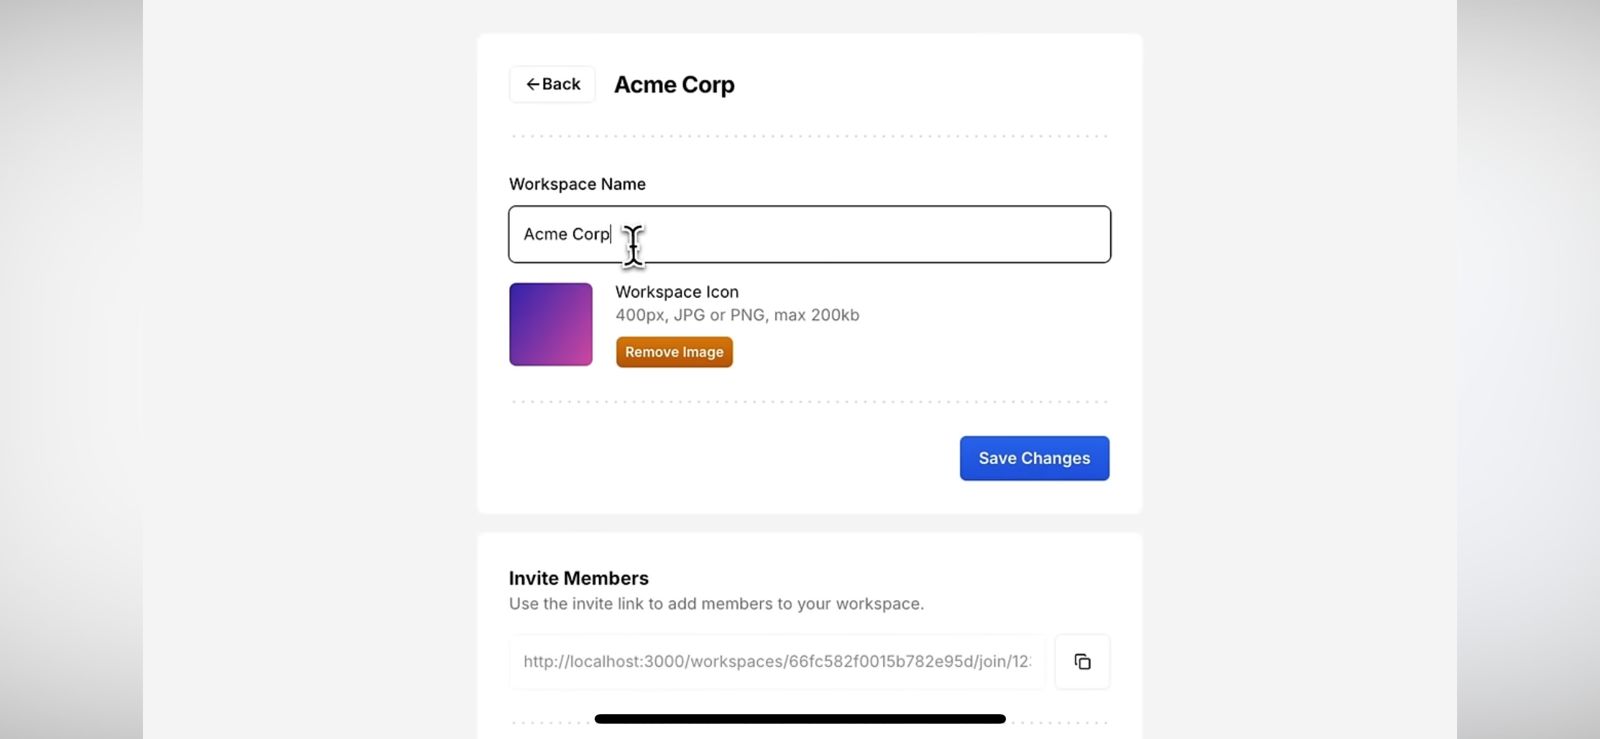 ←Back
Acme Corp
Workspace Name
Acme Corp
Workspace Icon
400px, JPG or PNG, max 200kb
Remove Image
Save Changes
Invite Members
Use the invite link to add members to your workspace.
http://localhost:3000/workspaces/66fc582f0015b782e95d/join/12